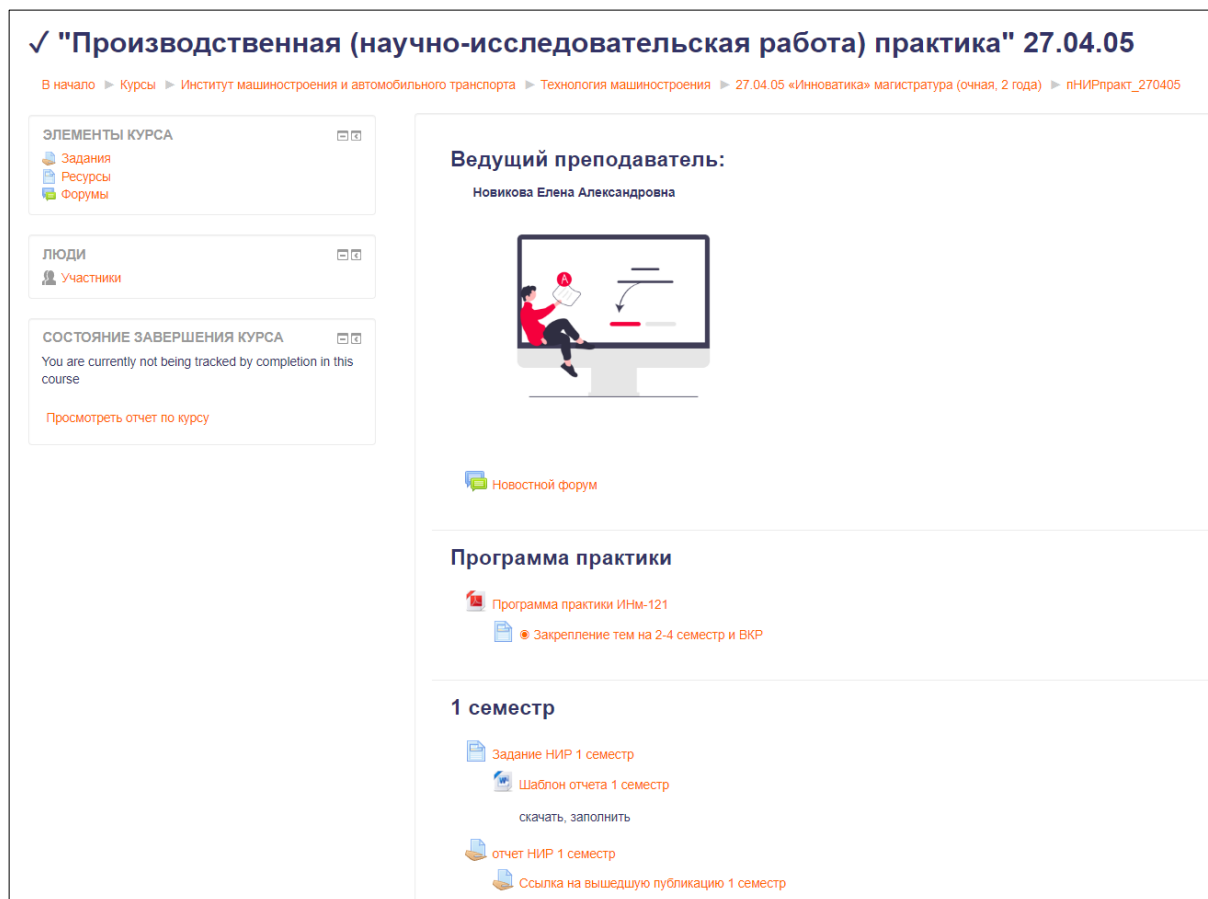 ✓ "Производственная (научно-исследовательская работа) практика" 27.04.05
В начало ► Курсы ► Институт машиностроения и автомобильного транспорта ► Технология машиностроения ► 27.04.05 «Инноватика» магистратура (очная, 2 года) ► пНИРпракт_270405
ЭЛЕМЕНТЫ КУРСА
Задания
Ресурсы
Форумы
ЛЮДИ
Участники
СОСТОЯНИЕ ЗАВЕРШЕНИЯ КУРСА
You are currently not being tracked by completion in this
course
Просмотреть отчет по курсу
Ведущий преподаватель:
Новикова Елена Александровна
A
Новостной форум
Программа практики
Программа практики ИНм-121
◉ Закрепление тем на 2-4 семестр и ВКР
1 семестр
Задание НИР 1 семестр
Шаблон отчета 1 семестр
скачать, заполнить
отчет НИР 1 семестр
Ссылка на вышедшую публикацию 1 семестр